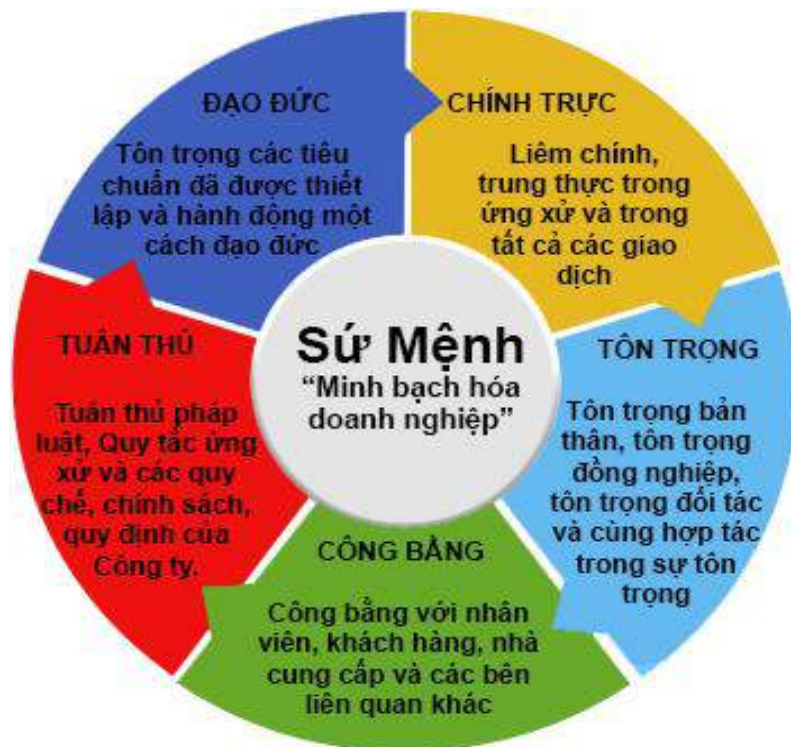 ĐẠO ĐỨC
Tôn trọng các tiêu
chuẩn đã được thiết
lập và hành động một
cách đạo đức
CHÍNH TRỰC
Liêm chính,
trung thực trong
ứng xử và trong
tất cả các giao
dịch
TÔN TRỌNG
Tôn trọng bản
thân, tôn trọng
đồng nghiệp,
tôn trọng đối tác
và cùng hợp tác
trong sự tôn
trọng
CÔNG BẰNG
Công bằng với nhân
viên, khách hàng, nhà
cung cấp và các bên
liên quan khác
TUÂN THỦ
Tuân thủ pháp
luật, Quy tắc ứng
xử và các quy
chế, chính sách,
quy định của
Công ty.
Sứ Mệnh
“Minh bạch hóa
doanh nghiệp”